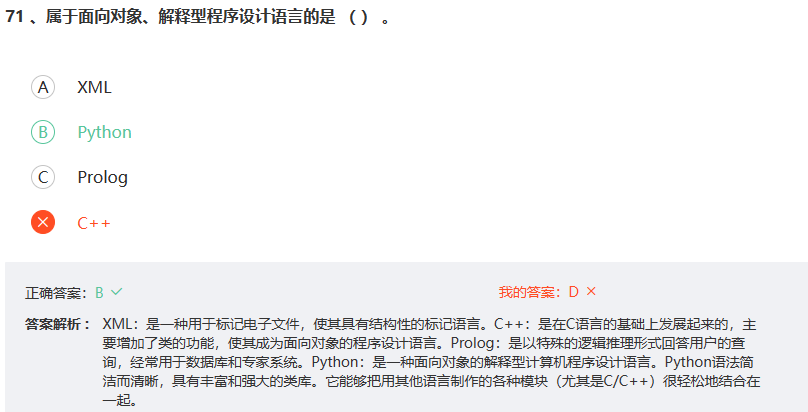 71 、属于面向对象、解释型程序设计语言的是 （ ） 。
A XML
B Python
C Prolog
C++
正确答案：B 我的答案：D
答案解析： XML：是一种用于标记电子文件，使其具有结构性的标记语言。C++：是在C语言的基础上发展起来的，主
要增加了类的功能，使其成为面向对象的程序设计语言。Prolog：是以特殊的逻辑推理形式回答用户的查
询，经常用于数据库和专家系统。Python：是一种面向对象的解释型计算机程序设计语言。Python语法简
洁而清晰，具有丰富和强大的类库。它能够把用其他语言制作的各种模块（尤其是C/C++）很轻松地结合在
一起。